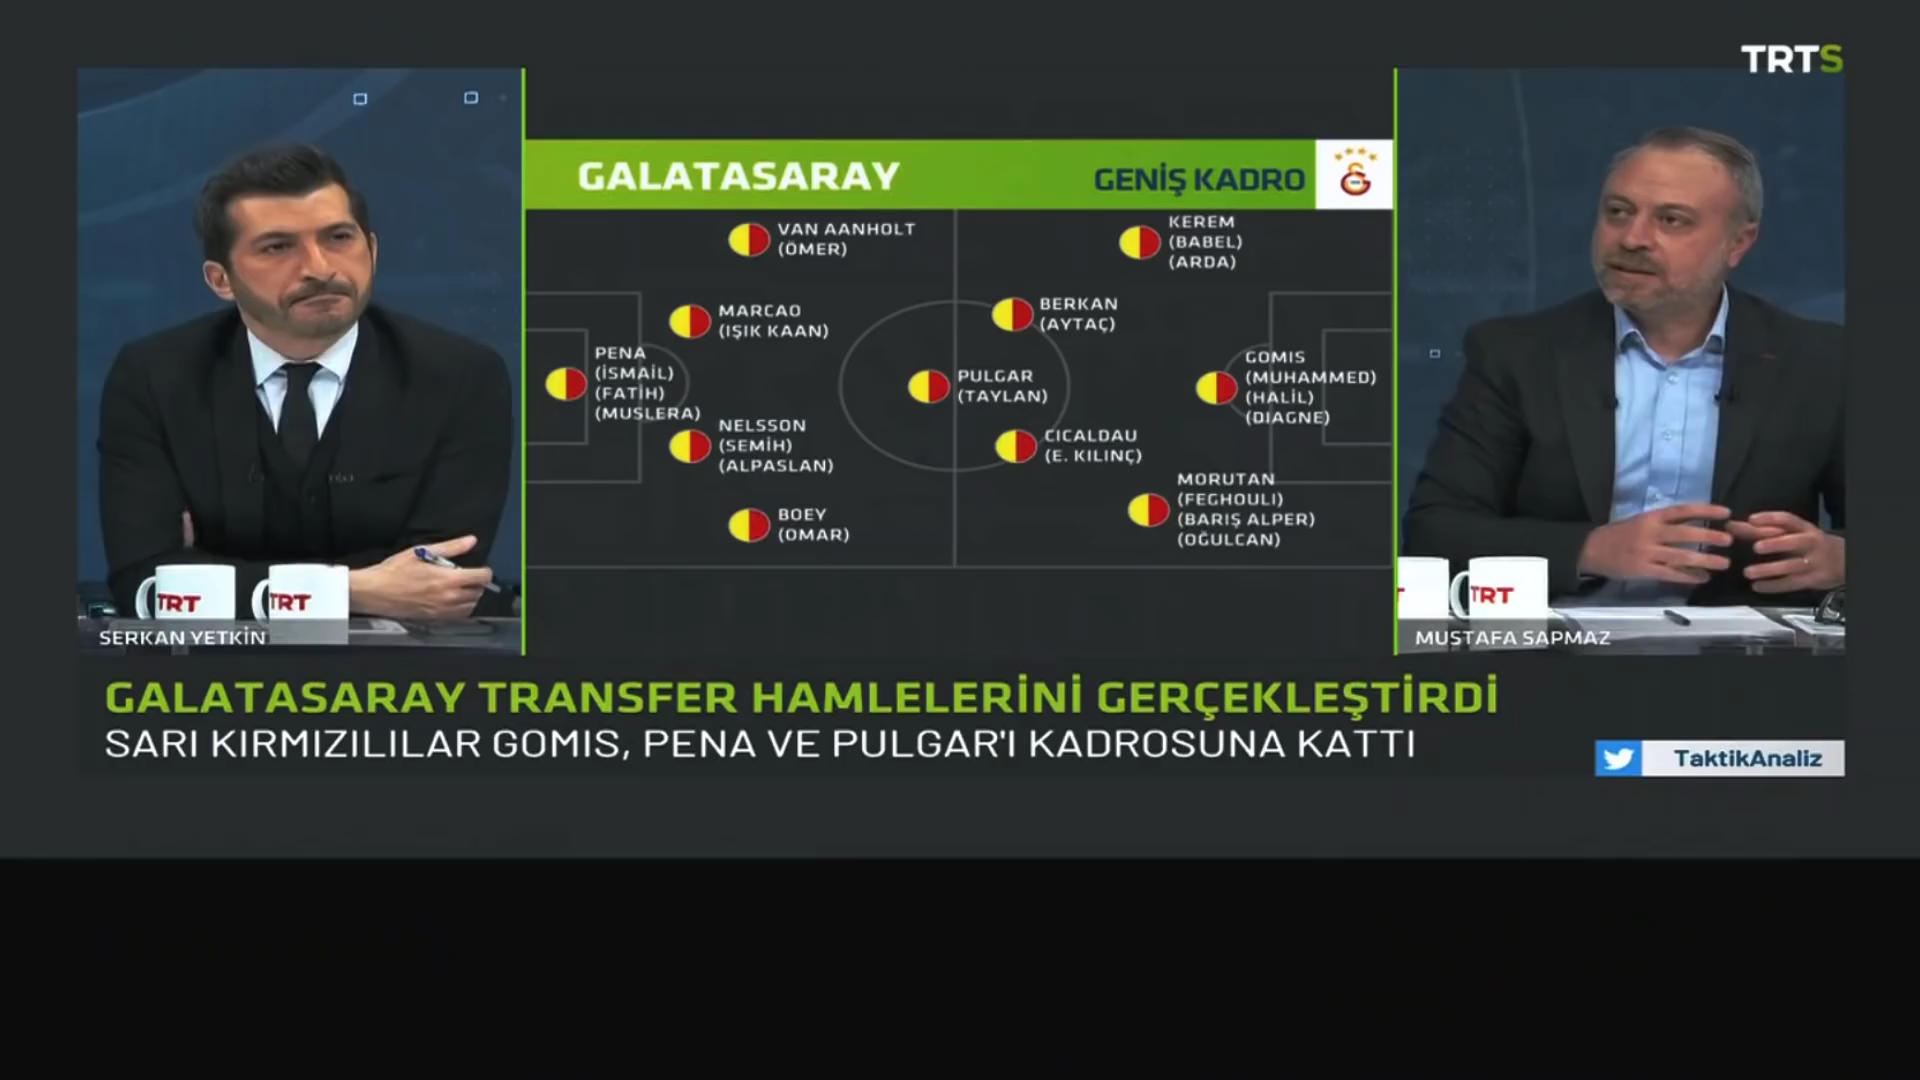 TRTS
GALATASARAY
GENİŞ KADRO
VAN AANHOLT
(ÖMER)
KEREM
(BABEL)
(ARDA)
MARCAO
(IŞIK KAAN)
BERKAN
(AYTAÇ)
PENA
(İSMAİL)
(FATİH)
(MUSLERA)
PULGAR
(TAYLAN)
GOMIS
(MUHAMMED)
(HALİL)
(DIAGNE)
NELSSON
(SEMİH)
(ALPASLAN)
CICALDAU
(E. KILINÇ)
MORUTAN
(FEGHOULI)
(BARIŞ ALPER)
(OĞULCAN)
BOEY
(OMAR)
TRT
TRT
TRT
SERKAN YETKİN
MUSTAFA SAPMAZ
GALATASARAY TRANSFER HAMLELERİNİ GERÇEKLEŞTİRDİ
SARI KIRMIZILILAR GOMIS, PENA VE PULGAR'I KADROSUNA KATTI
TaktikAnaliz